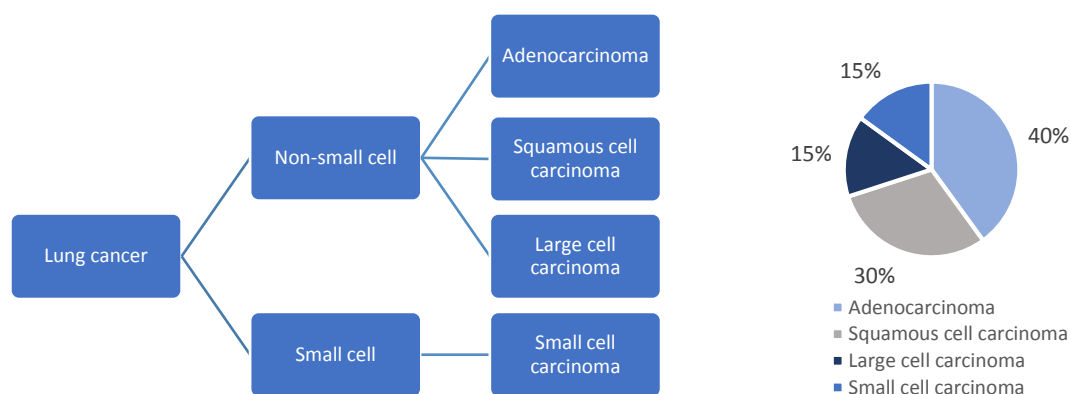 Lung cancer
Non-small cell
Small cell
Adenocarcinoma
Squamous cell
carcinoma
Large cell
carcinoma
Small cell
carcinoma
15%
40%
15%
30%
Adenocarcinoma
Squamous cell carcinoma
Large cell carcinoma
Small cell carcinoma